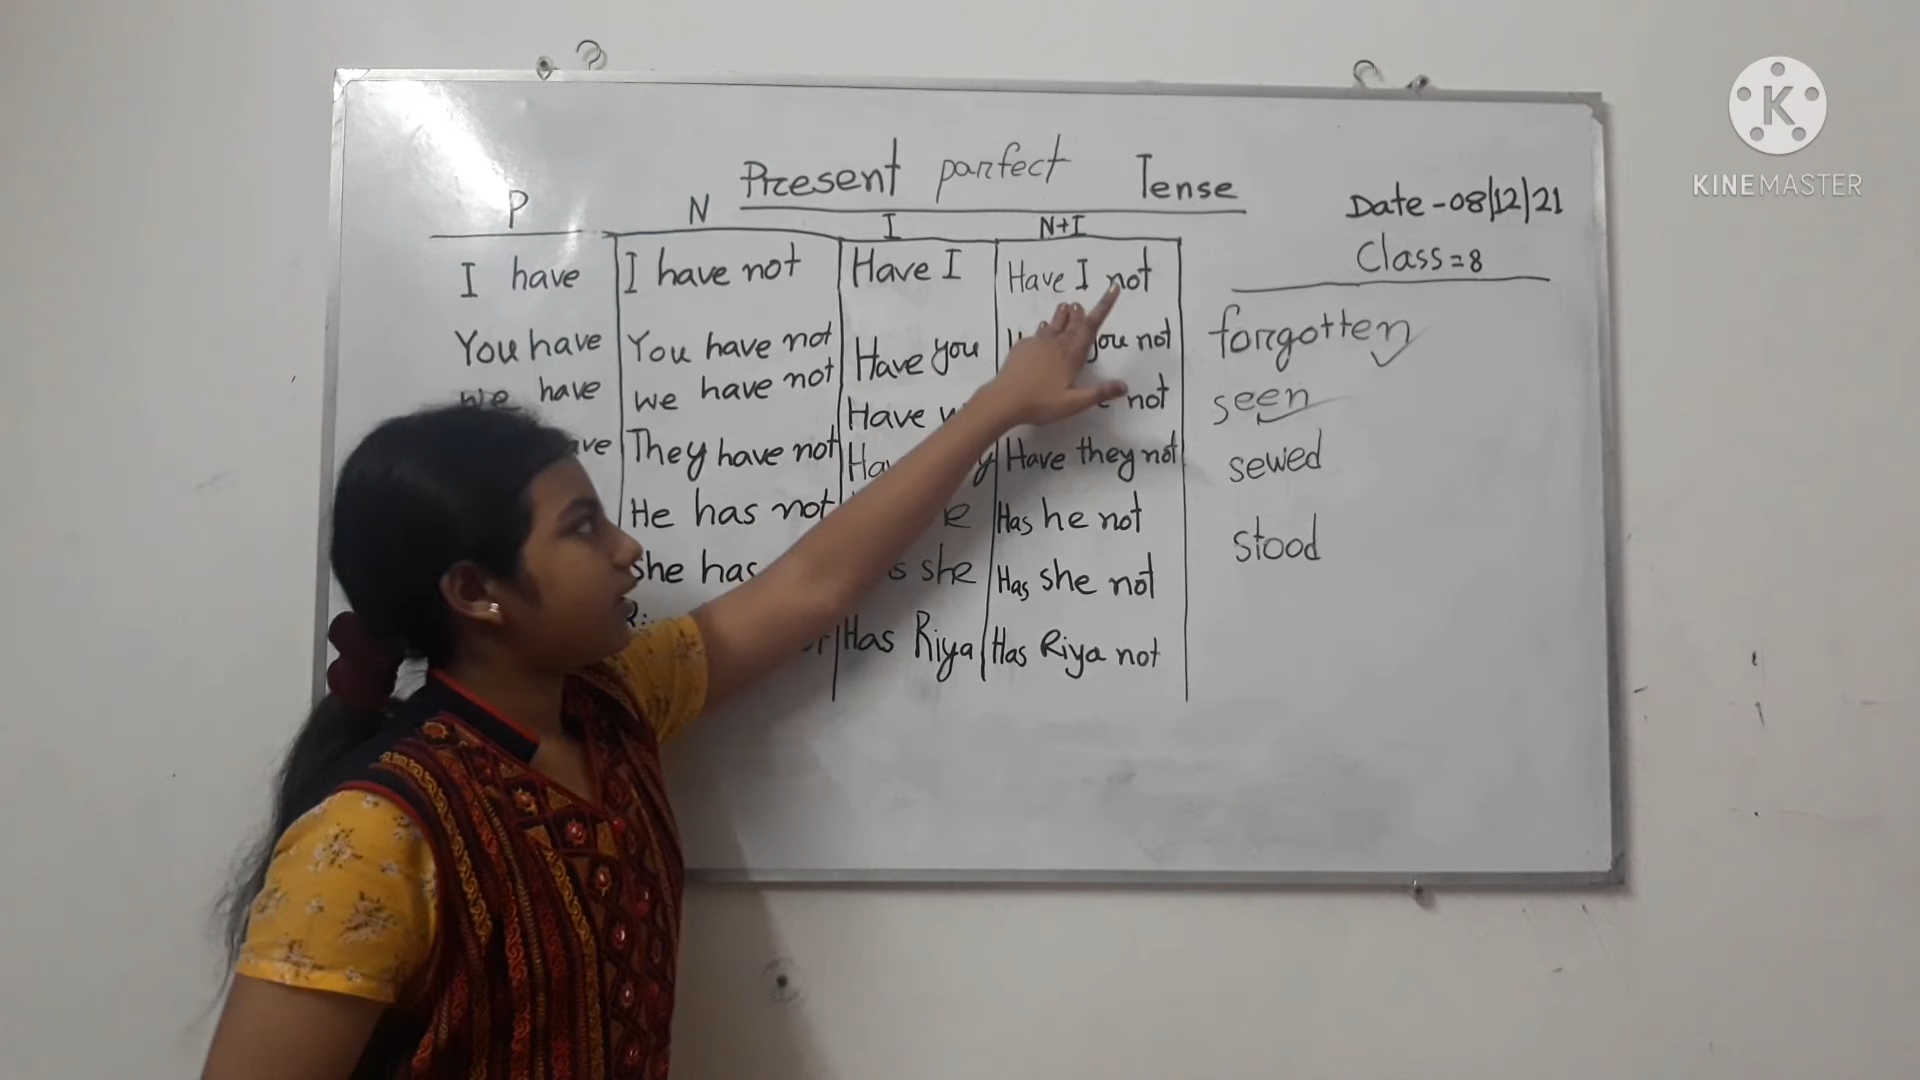 Present parfect Tense
P N I N+I
I have I have not Have I Have I not
You have You have not Have you you not
we have we have not Have not
They have not Have they not
He has not Has he not
She has she Has she not
Has Riya Has Riya not
Date-08/12/21
Class=8
forgotten
seen
sewed
stood
K
KINEMASTER